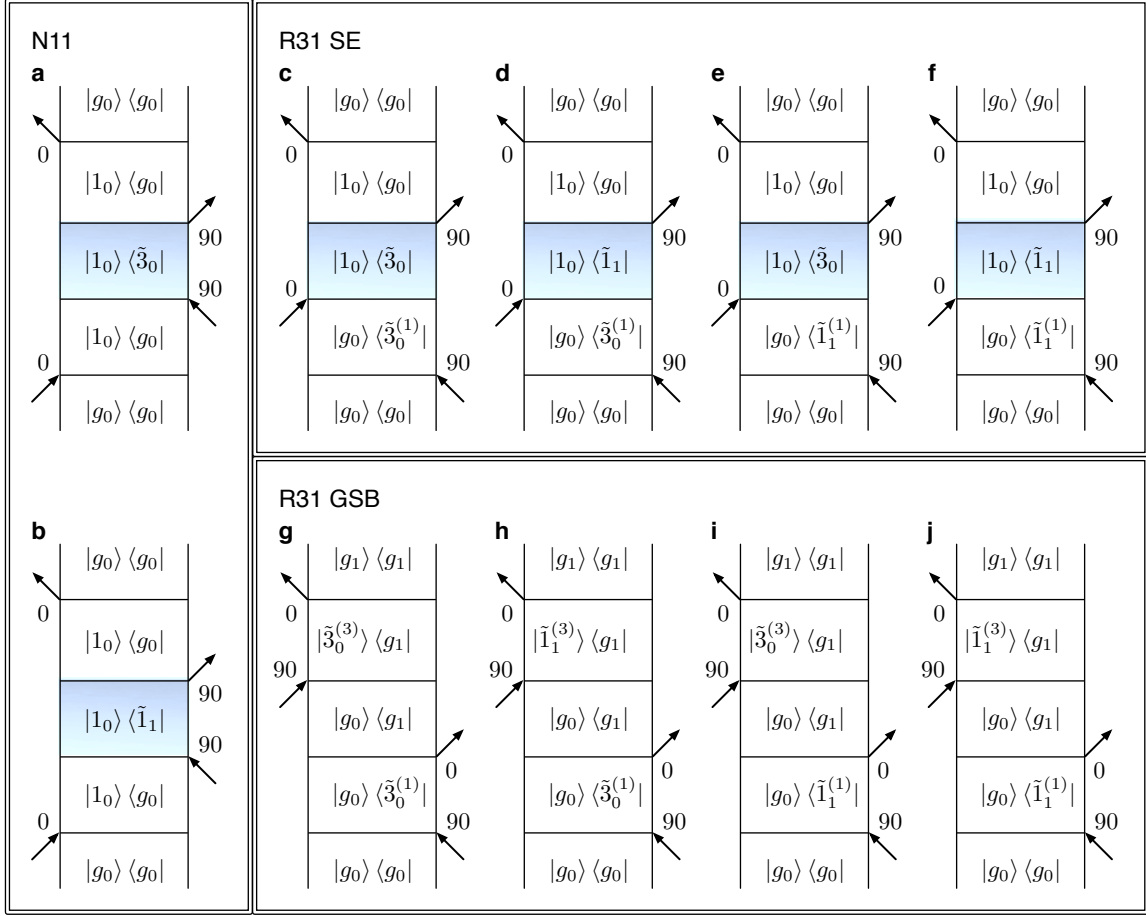 N11
a
|g₀⟩⟨g₀|
0
|1₀⟩⟨g₀|
90
|1₀⟩⟨3̃₀|
90
|1₀⟩⟨g₀|
0
|g₀⟩⟨g₀|
b
|g₀⟩⟨g₀|
0
|1₀⟩⟨g₀|
90
|1₀⟩⟨1̃₁|
90
|1₀⟩⟨g₀|
0
|g₀⟩⟨g₀|
R31 SE
c
|g₀⟩⟨g₀|
0
|1₀⟩⟨g₀|
90
|1₀⟩⟨3̃₀|
0
|g₀⟩⟨3̃₀⁽¹⁾|
90
|g₀⟩⟨g₀|
d
|g₀⟩⟨g₀|
0
|1₀⟩⟨g₀|
90
|1₀⟩⟨1̃₁|
0
|g₀⟩⟨3̃₀⁽¹⁾|
90
|g₀⟩⟨g₀|
e
|g₀⟩⟨g₀|
0
|1₀⟩⟨g₀|
90
|1₀⟩⟨3̃₀|
0
|g₀⟩⟨1̃₁⁽¹⁾|
90
|g₀⟩⟨g₀|
f
|g₀⟩⟨g₀|
0
|1₀⟩⟨g₀|
90
|1₀⟩⟨1̃₁|
0
|g₀⟩⟨1̃₁⁽¹⁾|
90
|g₀⟩⟨g₀|
R31 GSB
g
|g₁⟩⟨g₁|
0
|3̃₀⁽³⁾⟩⟨g₁|
90
|g₀⟩⟨g₁|
0
|g₀⟩⟨3̃₀⁽¹⁾|
90
|g₀⟩⟨g₀|
h
|g₁⟩⟨g₁|
0
|1̃₁⁽³⁾⟩⟨g₁|
90
|g₀⟩⟨g₁|
0
|g₀⟩⟨3̃₀⁽¹⁾|
90
|g₀⟩⟨g₀|
i
|g₁⟩⟨g₁|
0
|3̃₀⁽³⁾⟩⟨g₁|
90
|g₀⟩⟨g₁|
0
|g₀⟩⟨1̃₁⁽¹⁾|
90
|g₀⟩⟨g₀|
j
|g₁⟩⟨g₁|
0
|1̃₁⁽³⁾⟩⟨g₁|
90
|g₀⟩⟨g₁|
0
|g₀⟩⟨1̃₁⁽¹⁾|
90
|g₀⟩⟨g₀|